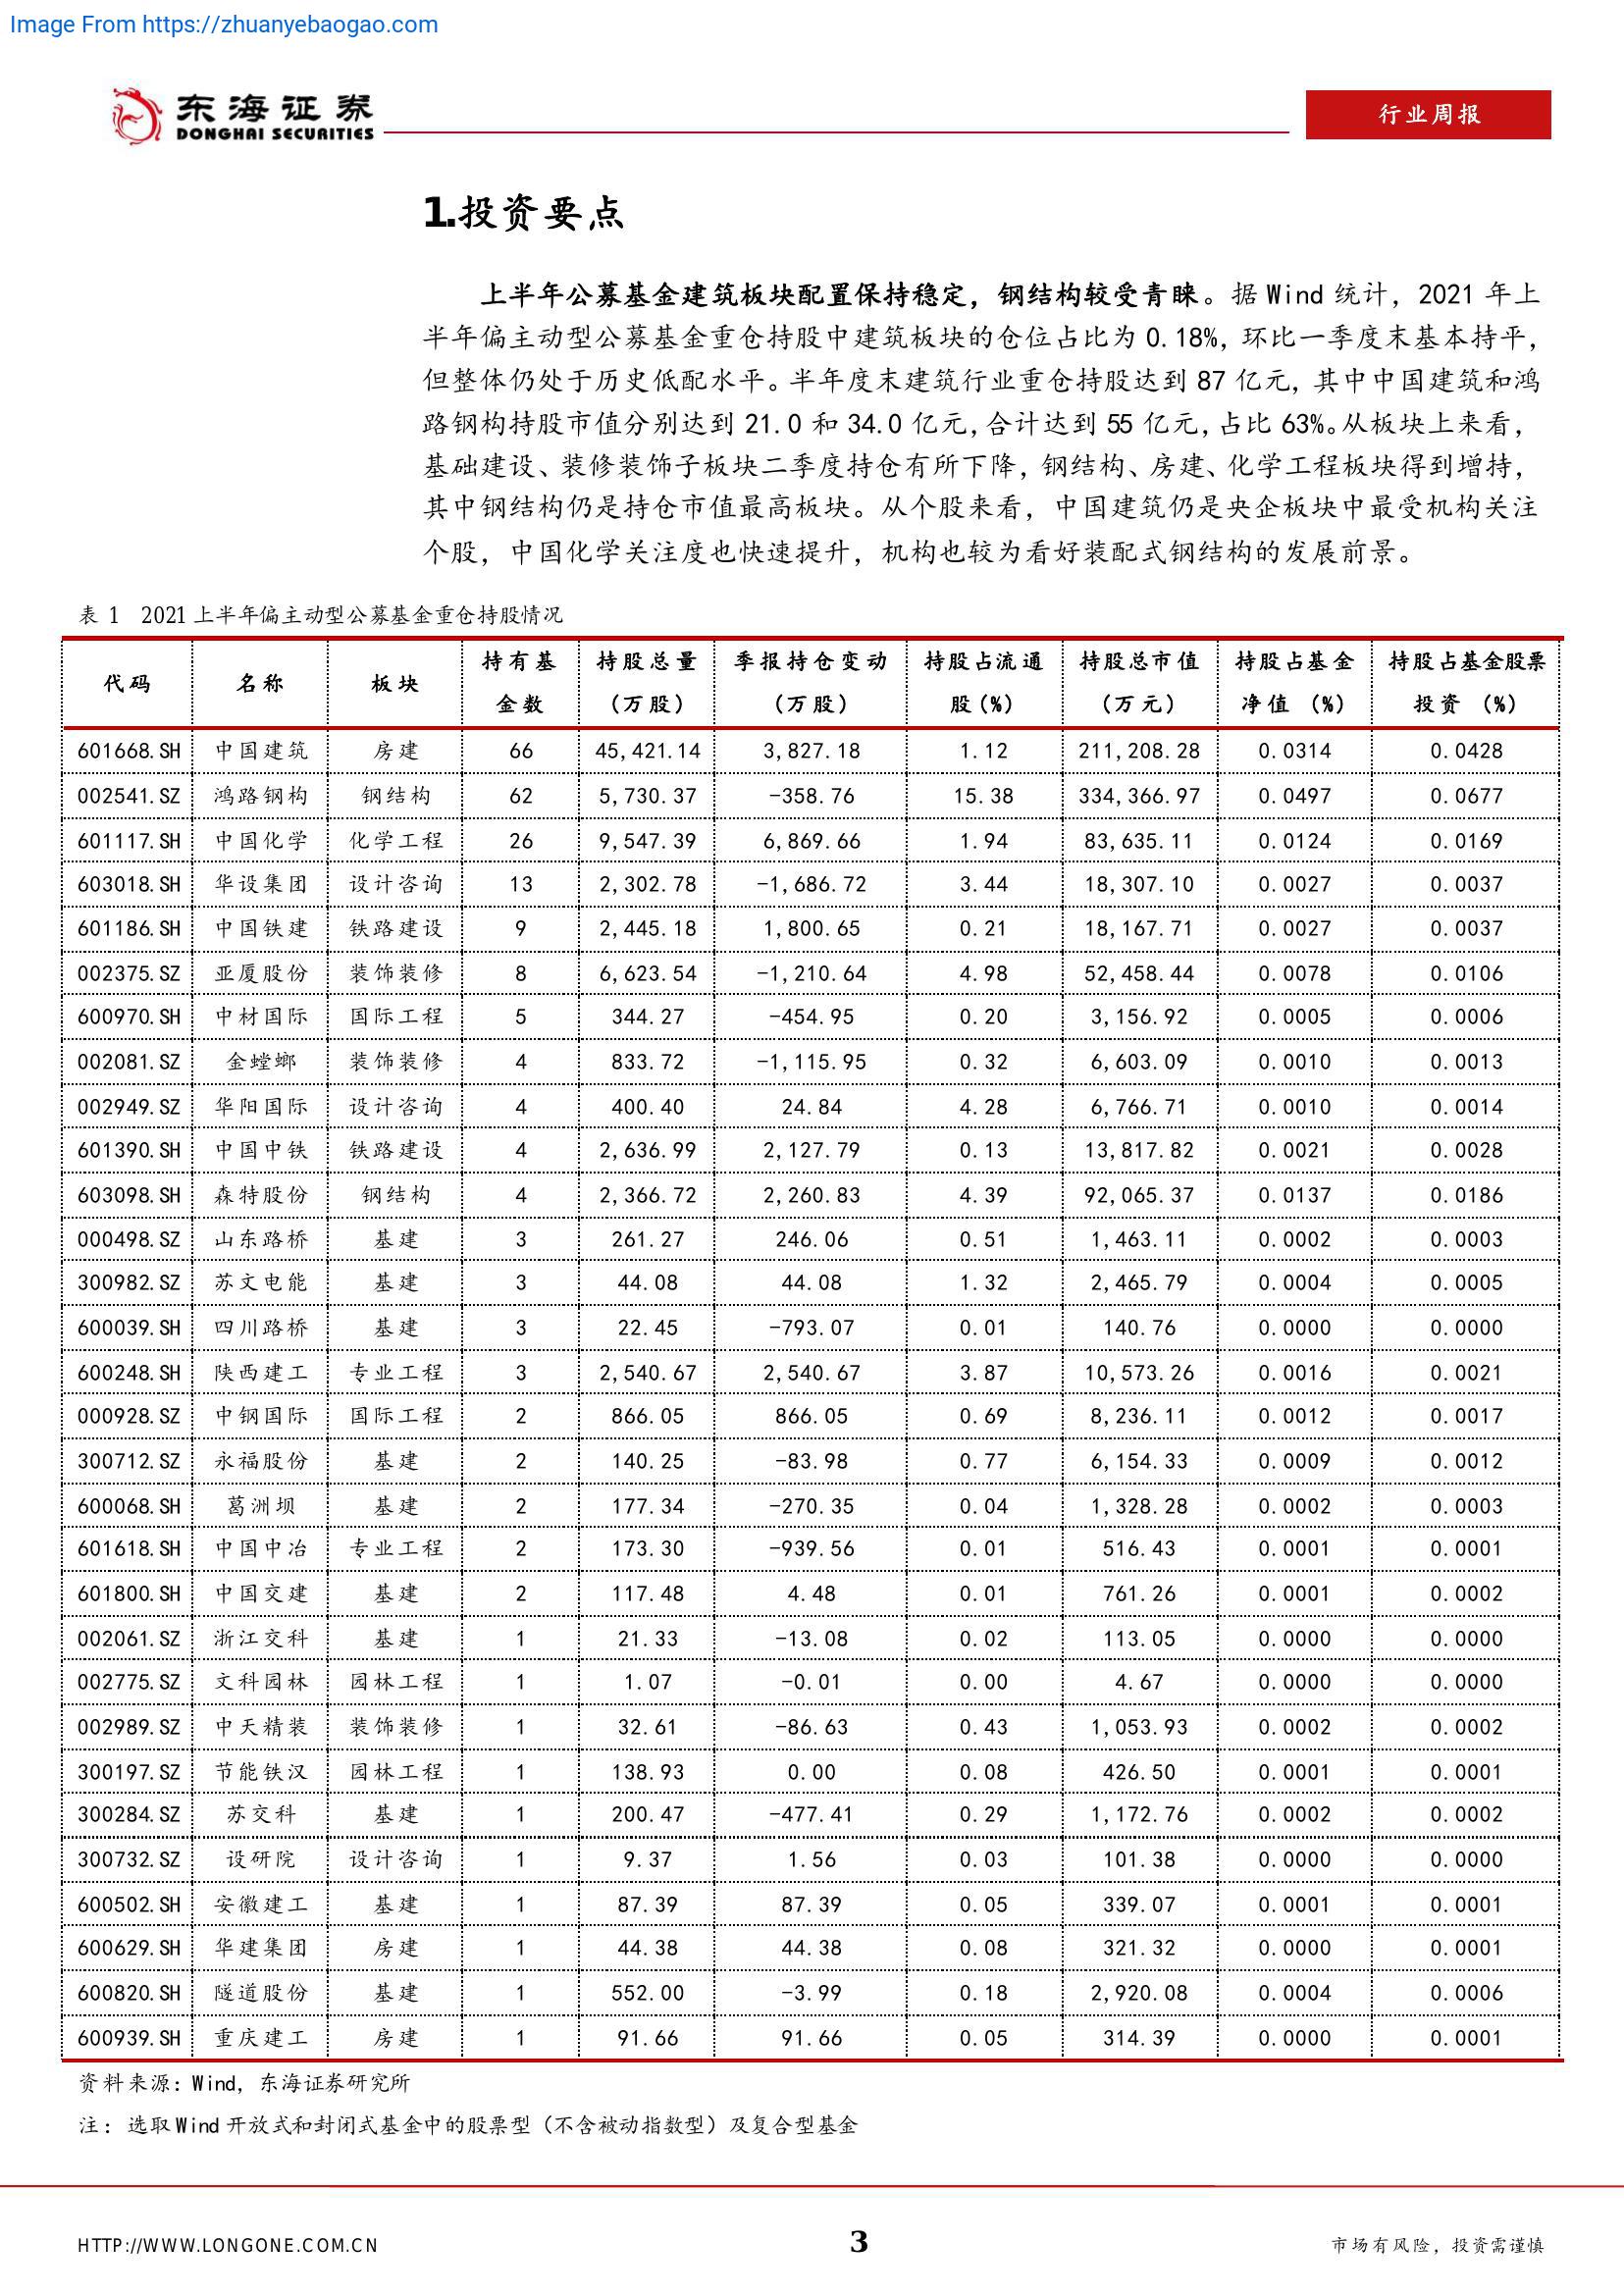 Image From https://zhuanyebaogao.com
东海证券
DONGHAI SECURITIES
行业周报
1.投资要点
上半年公募基金建筑板块配置保持稳定，钢结构较受青睐。据 Wind 统计，2021 年上
半年偏主动型公募基金重仓持股中建筑板块的仓位占比为 0.18%，环比一季度末基本持平，
但整体仍处于历史低配水平。半年度末建筑行业重仓持股达到 87 亿元，其中中国建筑和鸿
路钢构持股市值分别达到 21.0 和 34.0 亿元，合计达到 55 亿元，占比 63%。从板块上来看，
基础建设、装修装饰子板块二季度持仓有所下降，钢结构、房建、化学工程板块得到增持，
其中钢结构仍是持仓市值最高板块。从个股来看，中国建筑仍是央企板块中最受机构关注
个股，中国化学关注度也快速提升，机构也较为看好装配式钢结构的发展前景。
表 1 2021 上半年偏主动型公募基金重仓持股情况
代码 名称 板块 持有基金数 持股总量（万股） 季报持仓变动（万股） 持股占流通股(%) 持股总市值（万元） 持股占基金净值 (%) 持股占基金股票投资 (%)
601668.SH 中国建筑 房建 66 45,421.14 3,827.18 1.12 211,208.28 0.0314 0.0428
002541.SZ 鸿路钢构 钢结构 62 5,730.37 -358.76 15.38 334,366.97 0.0497 0.0677
601117.SH 中国化学 化学工程 26 9,547.39 6,869.66 1.94 83,635.11 0.0124 0.0169
603018.SH 华设集团 设计咨询 13 2,302.78 -1,686.72 3.44 18,307.10 0.0027 0.0037
601186.SH 中国铁建 铁路建设 9 2,445.18 1,800.65 0.21 18,167.71 0.0027 0.0037
002375.SZ 亚厦股份 装饰装修 8 6,623.54 -1,210.64 4.98 52,458.44 0.0078 0.0106
600970.SH 中材国际 国际工程 5 344.27 -454.95 0.20 3,156.92 0.0005 0.0006
002081.SZ 金螳螂 装饰装修 4 833.72 -1,115.95 0.32 6,603.09 0.0010 0.0013
002949.SZ 华阳国际 设计咨询 4 400.40 24.84 4.28 6,766.71 0.0010 0.0014
601390.SH 中国中铁 铁路建设 4 2,636.99 2,127.79 0.13 13,817.82 0.0021 0.0028
603098.SH 森特股份 钢结构 4 2,366.72 2,260.83 4.39 92,065.37 0.0137 0.0186
000498.SZ 山东路桥 基建 3 261.27 246.06 0.51 1,463.11 0.0002 0.0003
300982.SZ 苏文电能 基建 3 44.08 44.08 1.32 2,465.79 0.0004 0.0005
600039.SH 四川路桥 基建 3 22.45 -793.07 0.01 140.76 0.0000 0.0000
600248.SH 陕西建工 专业工程 3 2,540.67 2,540.67 3.87 10,573.26 0.0016 0.0021
000928.SZ 中钢国际 国际工程 2 866.05 866.05 0.69 8,236.11 0.0012 0.0017
300712.SZ 永福股份 基建 2 140.25 -83.98 0.77 6,154.33 0.0009 0.0012
600068.SH 葛洲坝 基建 2 177.34 -270.35 0.04 1,328.28 0.0002 0.0003
601618.SH 中国中冶 专业工程 2 173.30 -939.56 0.01 516.43 0.0001 0.0001
601800.SH 中国交建 基建 2 117.48 4.48 0.01 761.26 0.0001 0.0002
002061.SZ 浙江交科 基建 1 21.33 -13.08 0.02 113.05 0.0000 0.0000
002775.SZ 文科园林 园林工程 1 1.07 -0.01 0.00 4.67 0.0000 0.0000
002989.SZ 中天精装 装饰装修 1 32.61 -86.63 0.43 1,053.93 0.0002 0.0002
300197.SZ 节能铁汉 园林工程 1 138.93 0.00 0.08 426.50 0.0001 0.0001
300284.SZ 苏交科 基建 1 200.47 -477.41 0.29 1,172.76 0.0002 0.0002
300732.SZ 设研院 设计咨询 1 9.37 1.56 0.03 101.38 0.0000 0.0000
600502.SH 安徽建工 基建 1 87.39 87.39 0.05 339.07 0.0001 0.0001
600629.SH 华建集团 房建 1 44.38 44.38 0.08 321.32 0.0000 0.0001
600820.SH 隧道股份 基建 1 552.00 -3.99 0.18 2,920.08 0.0004 0.0006
600939.SH 重庆建工 房建 1 91.66 91.66 0.05 314.39 0.0000 0.0001
资料来源：Wind，东海证券研究所
注：选取 Wind 开放式和封闭式基金中的股票型（不含被动指数型）及复合型基金
HTTP://WWW.LONGONE.COM.CN
3
市场有风险，投资需谨慎